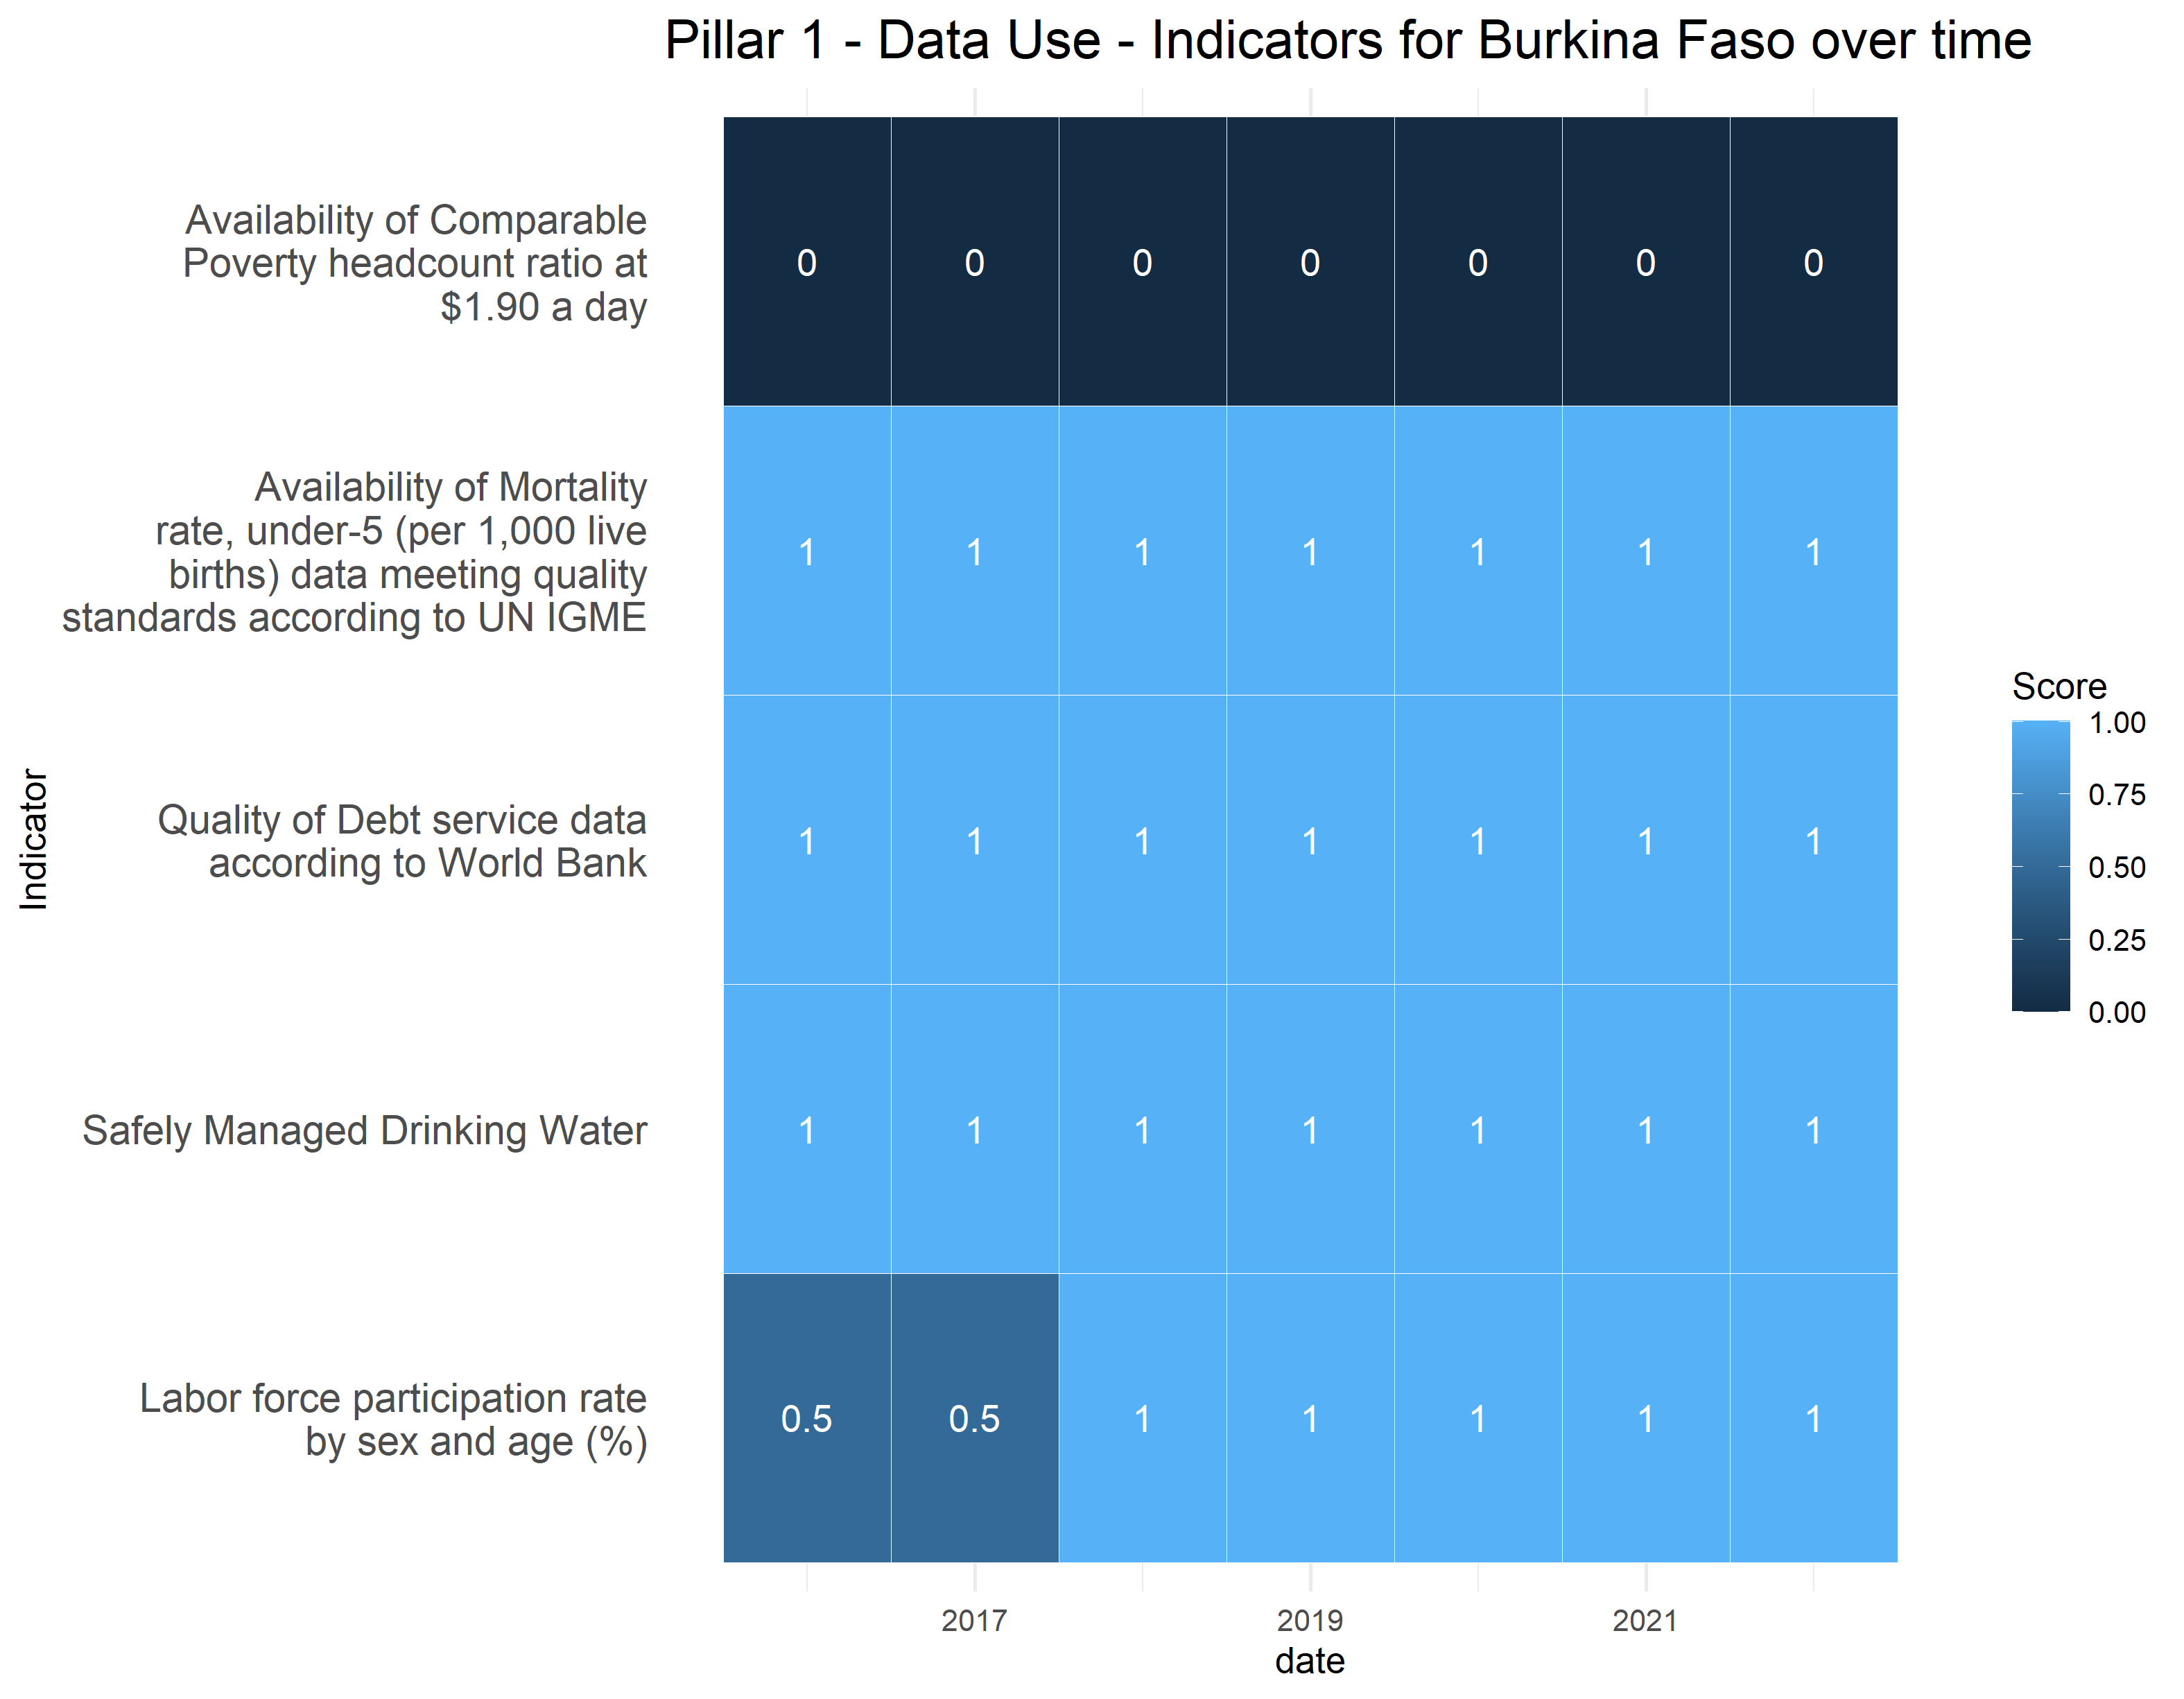 Pillar 1 - Data Use - Indicators for Burkina Faso over time
Indicator
Availability of Comparable
Poverty headcount ratio at
$1.90 a day
0 0 0 0 0 0 0
Availability of Mortality
rate, under-5 (per 1,000 live
births) data meeting quality
standards according to UN IGME
1 1 1 1 1 1 1
Quality of Debt service data
according to World Bank
1 1 1 1 1 1 1
Safely Managed Drinking Water
1 1 1 1 1 1 1
Labor force participation rate
by sex and age (%)
0.5 0.5 1 1 1 1 1
2017 2019 2021
date
Score
1.00
0.75
0.50
0.25
0.00